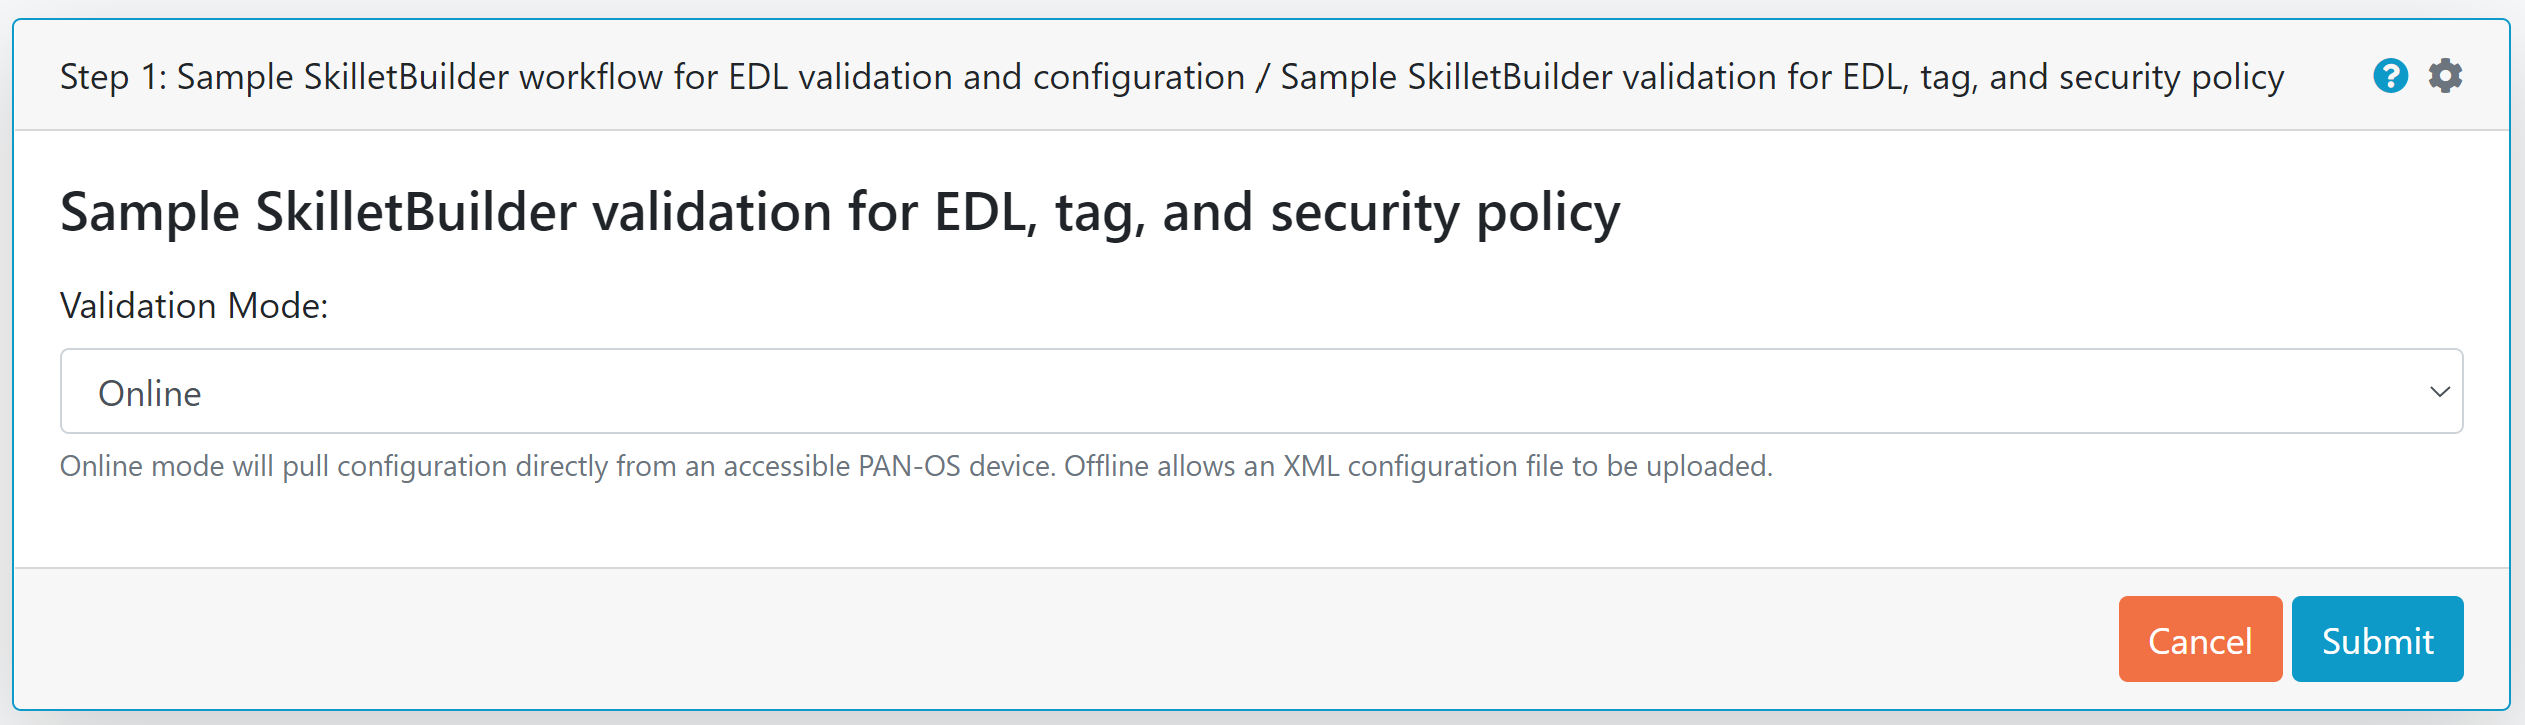 Step 1: Sample SkilletBuilder workflow for EDL validation and configuration / Sample SkilletBuilder validation for EDL, tag, and security policy
Sample SkilletBuilder validation for EDL, tag, and security policy
Validation Mode:
Online
Online mode will pull configuration directly from an accessible PAN-OS device. Offline allows an XML configuration file to be uploaded.
Cancel Submit